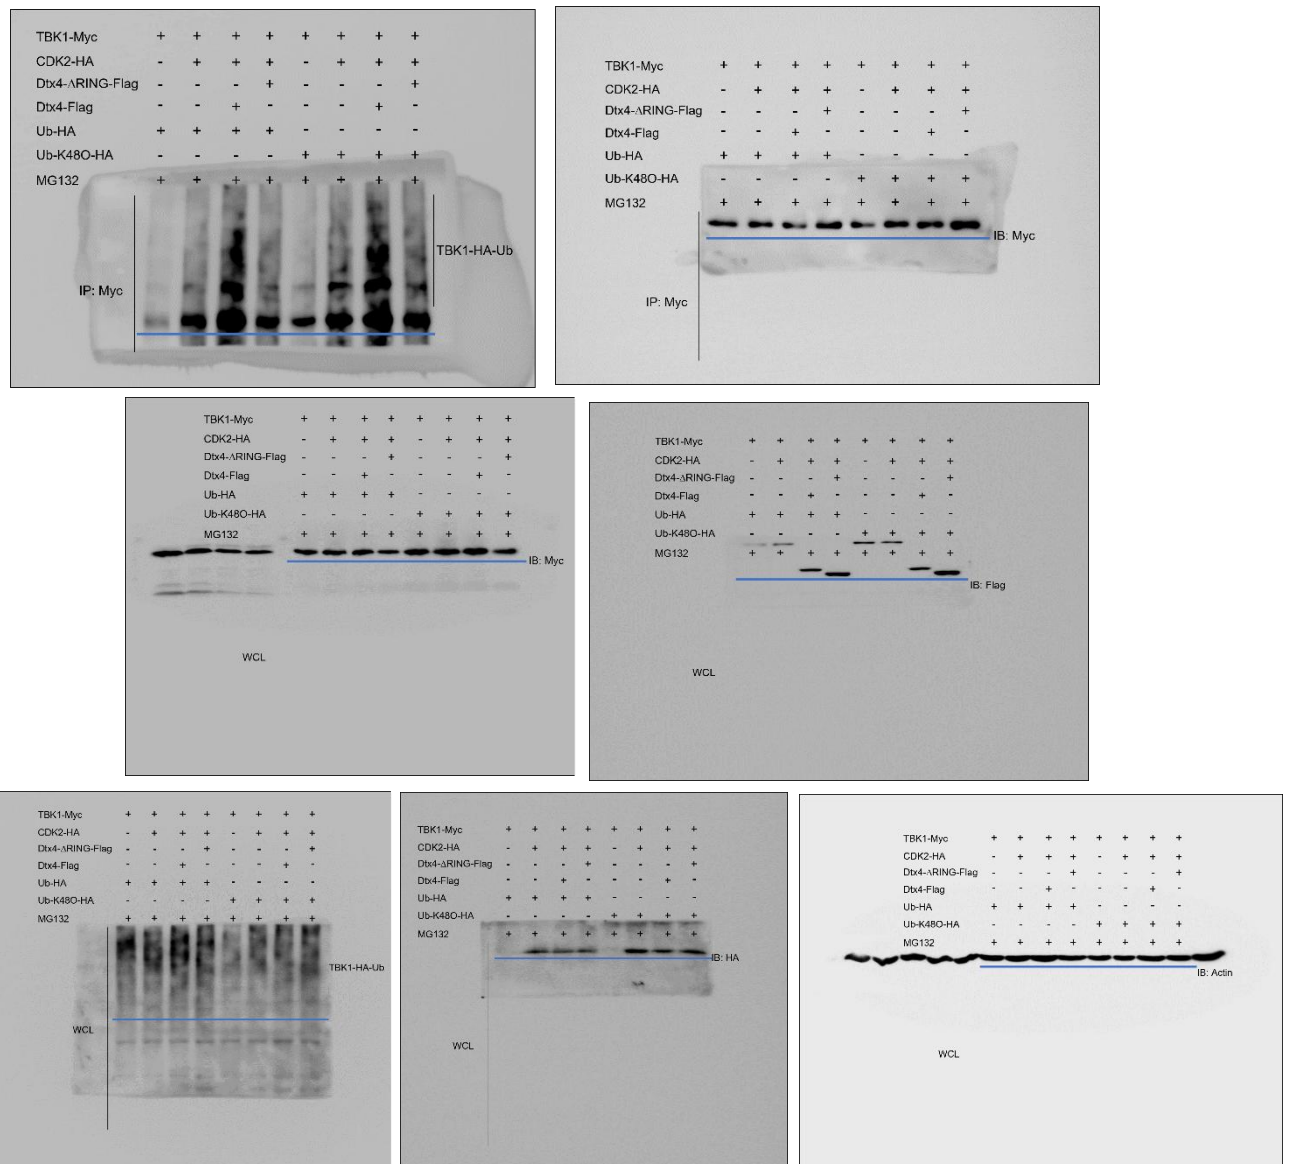 TBK1-Myc + + + + + + + +
CDK2-HA - + + + - + + +
Dtx4-ΔRING-Flag - - - + - - - +
Dtx4-Flag - - + - - - + -
Ub-HA + + + + - - - -
Ub-K48O-HA - - - - + + + +
MG132 + + + + + + + +
TBK1-HA-Ub
IP: Myc
TBK1-Myc + + + + + + + +
CDK2-HA - + + + - + + +
Dtx4-ΔRING-Flag - - - + - - - +
Dtx4-Flag - - + - - - + -
Ub-HA + + + + - - - -
Ub-K48O-HA - - - - + + + +
MG132 + + + + + + + +
IB: Myc
IP: Myc
TBK1-Myc + + + + + + + +
CDK2-HA - + + + - + + +
Dtx4-ΔRING-Flag - - - + - - - +
Dtx4-Flag - - + - - - + -
Ub-HA + + + + - - - -
Ub-K48O-HA - - - - + + + +
MG132 + + + + + + + +
IB: Myc
WCL
TBK1-Myc + + + + + + + +
CDK2-HA - + + + - + + +
Dtx4-ΔRING-Flag - - - + - - - +
Dtx4-Flag - - + - - - + -
Ub-HA + + + + - - - -
Ub-K48O-HA - - - - + + + +
MG132 + + + + + + + +
IB: Flag
WCL
TBK1-Myc + + + + + + + +
CDK2-HA - + + + - + + +
Dtx4-ΔRING-Flag - - - + - - - +
Dtx4-Flag - - + - - - + -
Ub-HA + + + + - - - -
Ub-K48O-HA - - - - + + + +
MG132 + + + + + + + +
TBK1-HA-Ub
WCL
TBK1-Myc + + + + + + + +
CDK2-HA - + + + - + + +
Dtx4-ΔRING-Flag - - - + - - - +
Dtx4-Flag - - + - - - + -
Ub-HA + + + + - - - -
Ub-K48O-HA - - - - + + + +
MG132 + + + + + + + +
IB: HA
WCL
TBK1-Myc + + + + + + + +
CDK2-HA - + + + - + + +
Dtx4-ΔRING-Flag - - - + - - - +
Dtx4-Flag - - + - - - + -
Ub-HA + + + + - - - -
Ub-K48O-HA - - - - + + + +
MG132 + + + + + + + +
IB: Actin
WCL